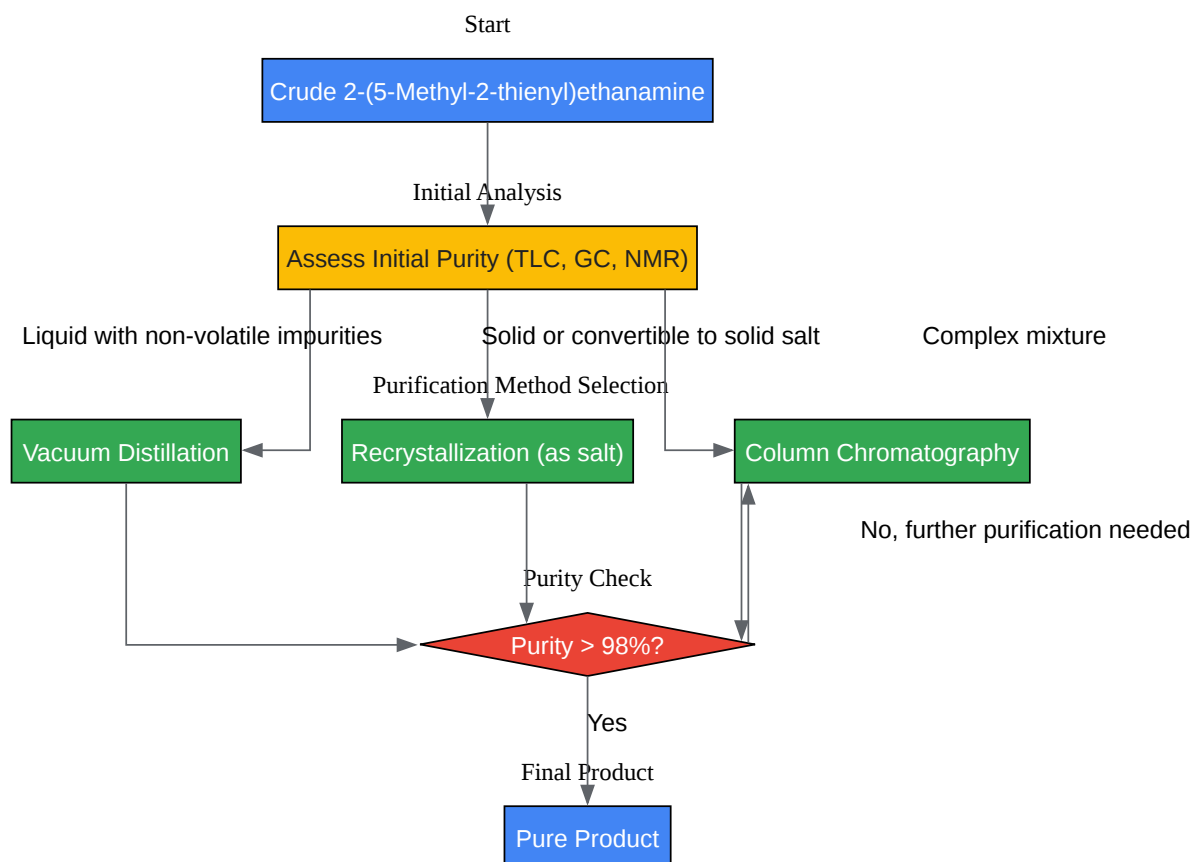 Start
Crude 2-(5-Methyl-2-thienyl)ethanamine
Initial Analysis
Assess Initial Purity (TLC, GC, NMR)
Liquid with non-volatile impurities
Solid or convertible to solid salt
Complex mixture
Purification Method Selection
Vacuum Distillation
Recrystallization (as salt)
Column Chromatography
No, further purification needed
Purity Check
Purity > 98%?
Yes
Final Product
Pure Product